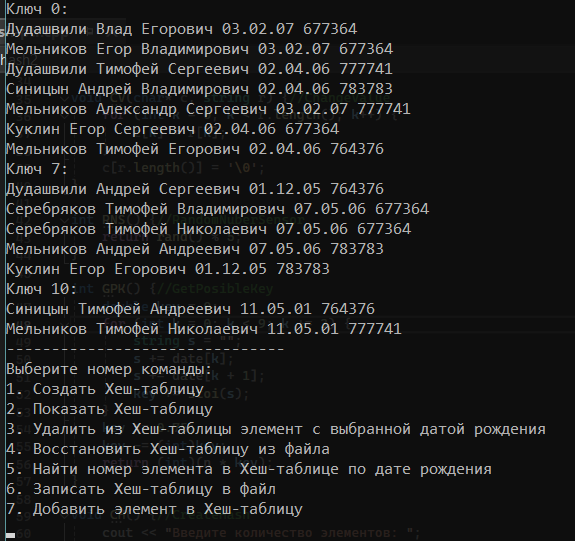 Ключ 0:
Дудашвили Влад Егорович 03.02.07 677364
Мельников Егор Владимирович 03.02.07 677364
Дудашвили Тимофей Сергеевич 02.04.06 777741
Синицын Андрей Владимирович 02.04.06 783783
Мельников Александр Сергеевич 03.02.07 777741
Куклин Егор Сергеевич 02.04.06 677364
Мельников Тимофей Егорович 02.04.06 764376
Ключ 7:
Дудашвили Андрей Сергеевич 01.12.05 764376
Серебряков Тимофей Владимирович 07.05.06 677364
Серебряков Тимофей Николаевич 07.05.06 677364
Мельников Андрей Андреевич 07.05.06 783783
Куклин Егор Егорович 01.12.05 783783
Ключ 10:
Синицын Тимофей Андреевич 11.05.01 764376
Мельников Тимофей Николаевич 11.05.01 777741
-------------------------------
Выберите номер команды:
1. Создать Хеш-таблицу
2. Показать Хеш-таблицу
3. Удалить из Хеш-таблицы элемент с выбранной датой рождения
4. Восстановить Хеш-таблицу из файла
5. Найти номер элемента в Хеш-таблице по дате рождения
6. Записать Хеш-таблицу в файл
7. Добавить элемент в Хеш-таблицу
cout << "Введите количество элементов: ";